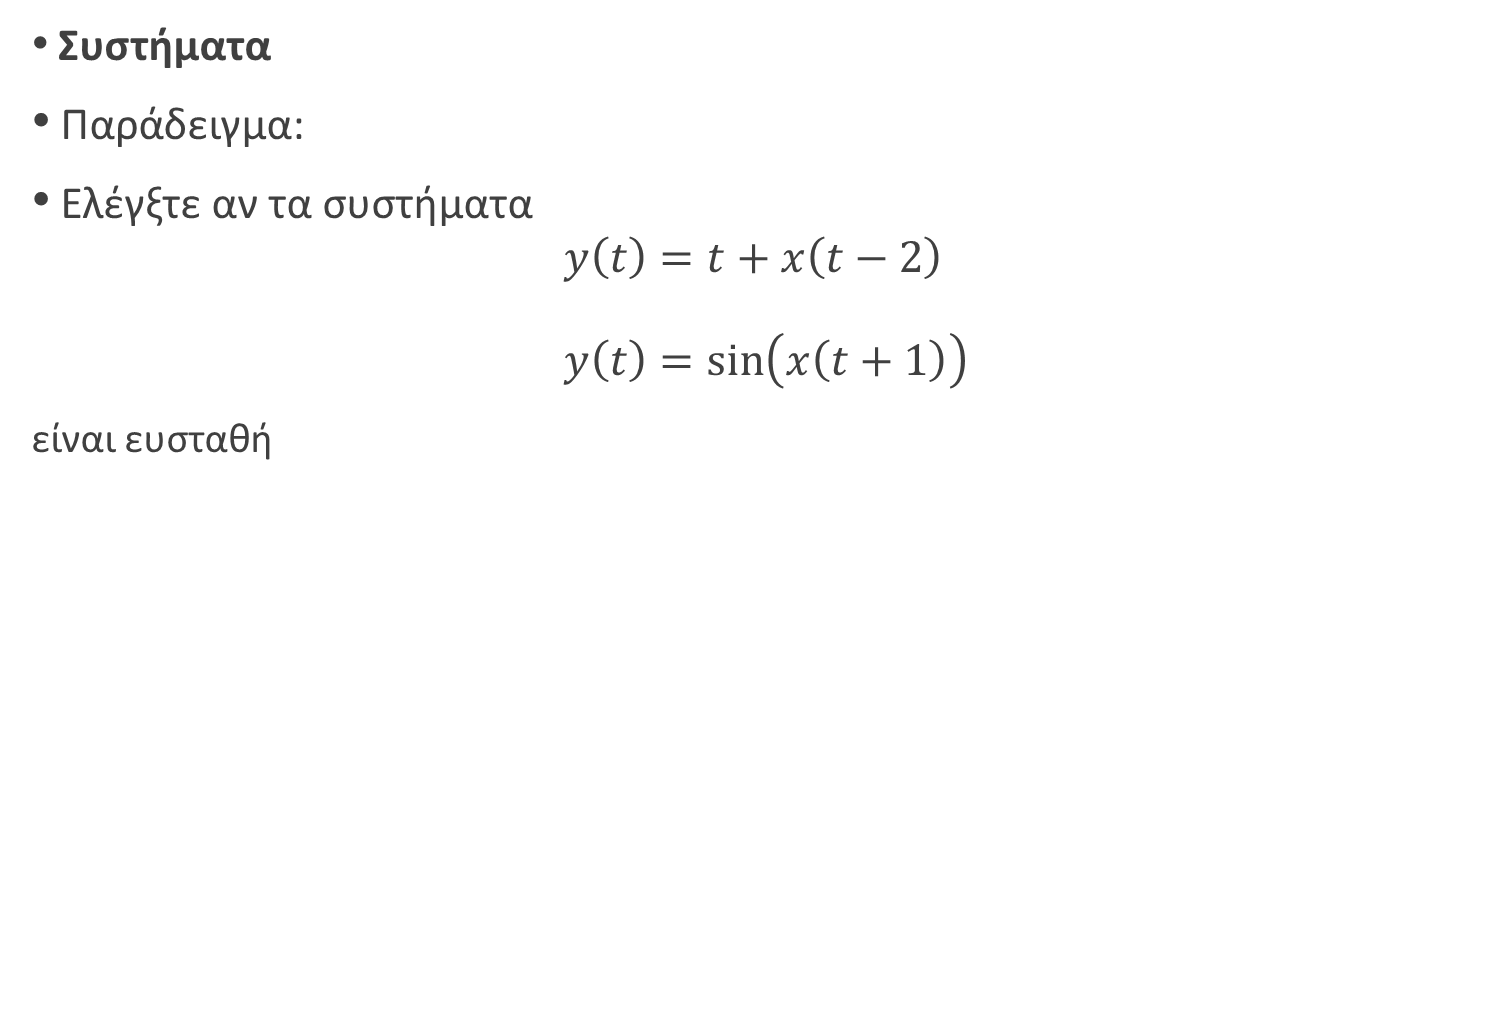 • Συστήματα
• Παράδειγμα:
• Ελέγξτε αν τα συστήματα
y(t) = t + x(t − 2)
y(t) = sin(x(t + 1))
είναι ευσταθή